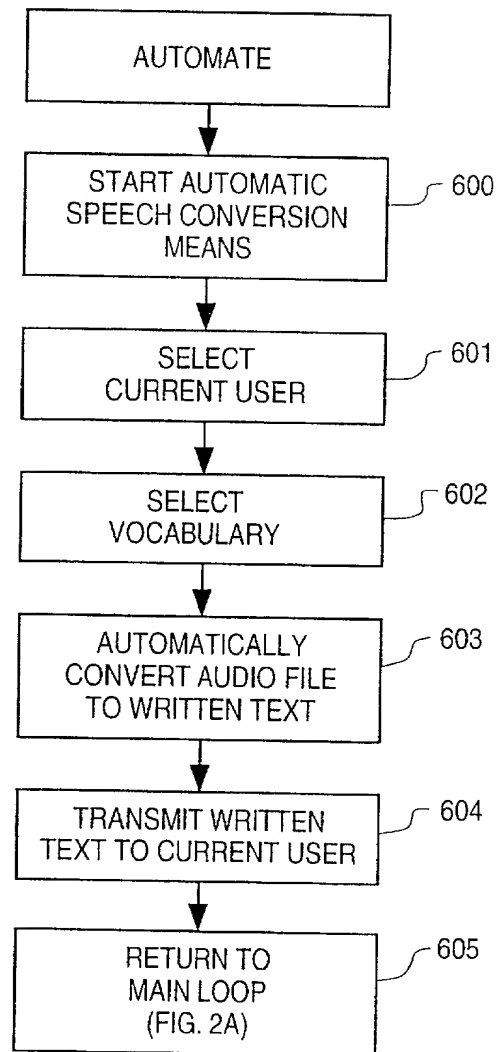 AUTOMATE
START AUTOMATIC
SPEECH CONVERSION
MEANS
600
SELECT
CURRENT USER
601
SELECT
VOCABULARY
602
AUTOMATICALLY
CONVERT AUDIO FILE
TO WRITTEN TEXT
603
TRANSMIT WRITTEN
TEXT TO CURRENT USER
604
RETURN TO
MAIN LOOP
(FIG. 2A)
605